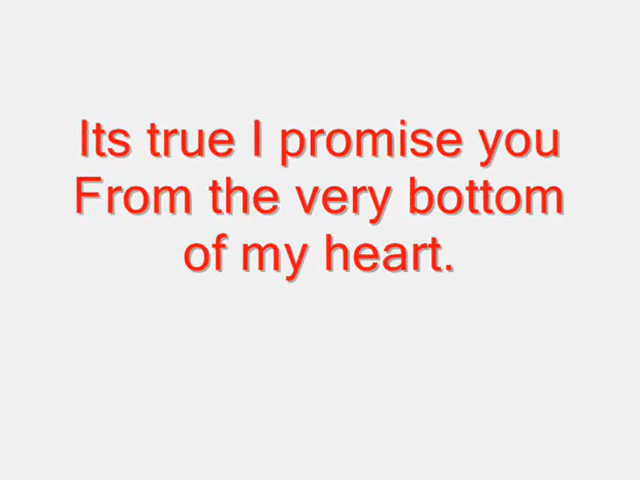 Its true I promise you
From the very bottom
of my heart.